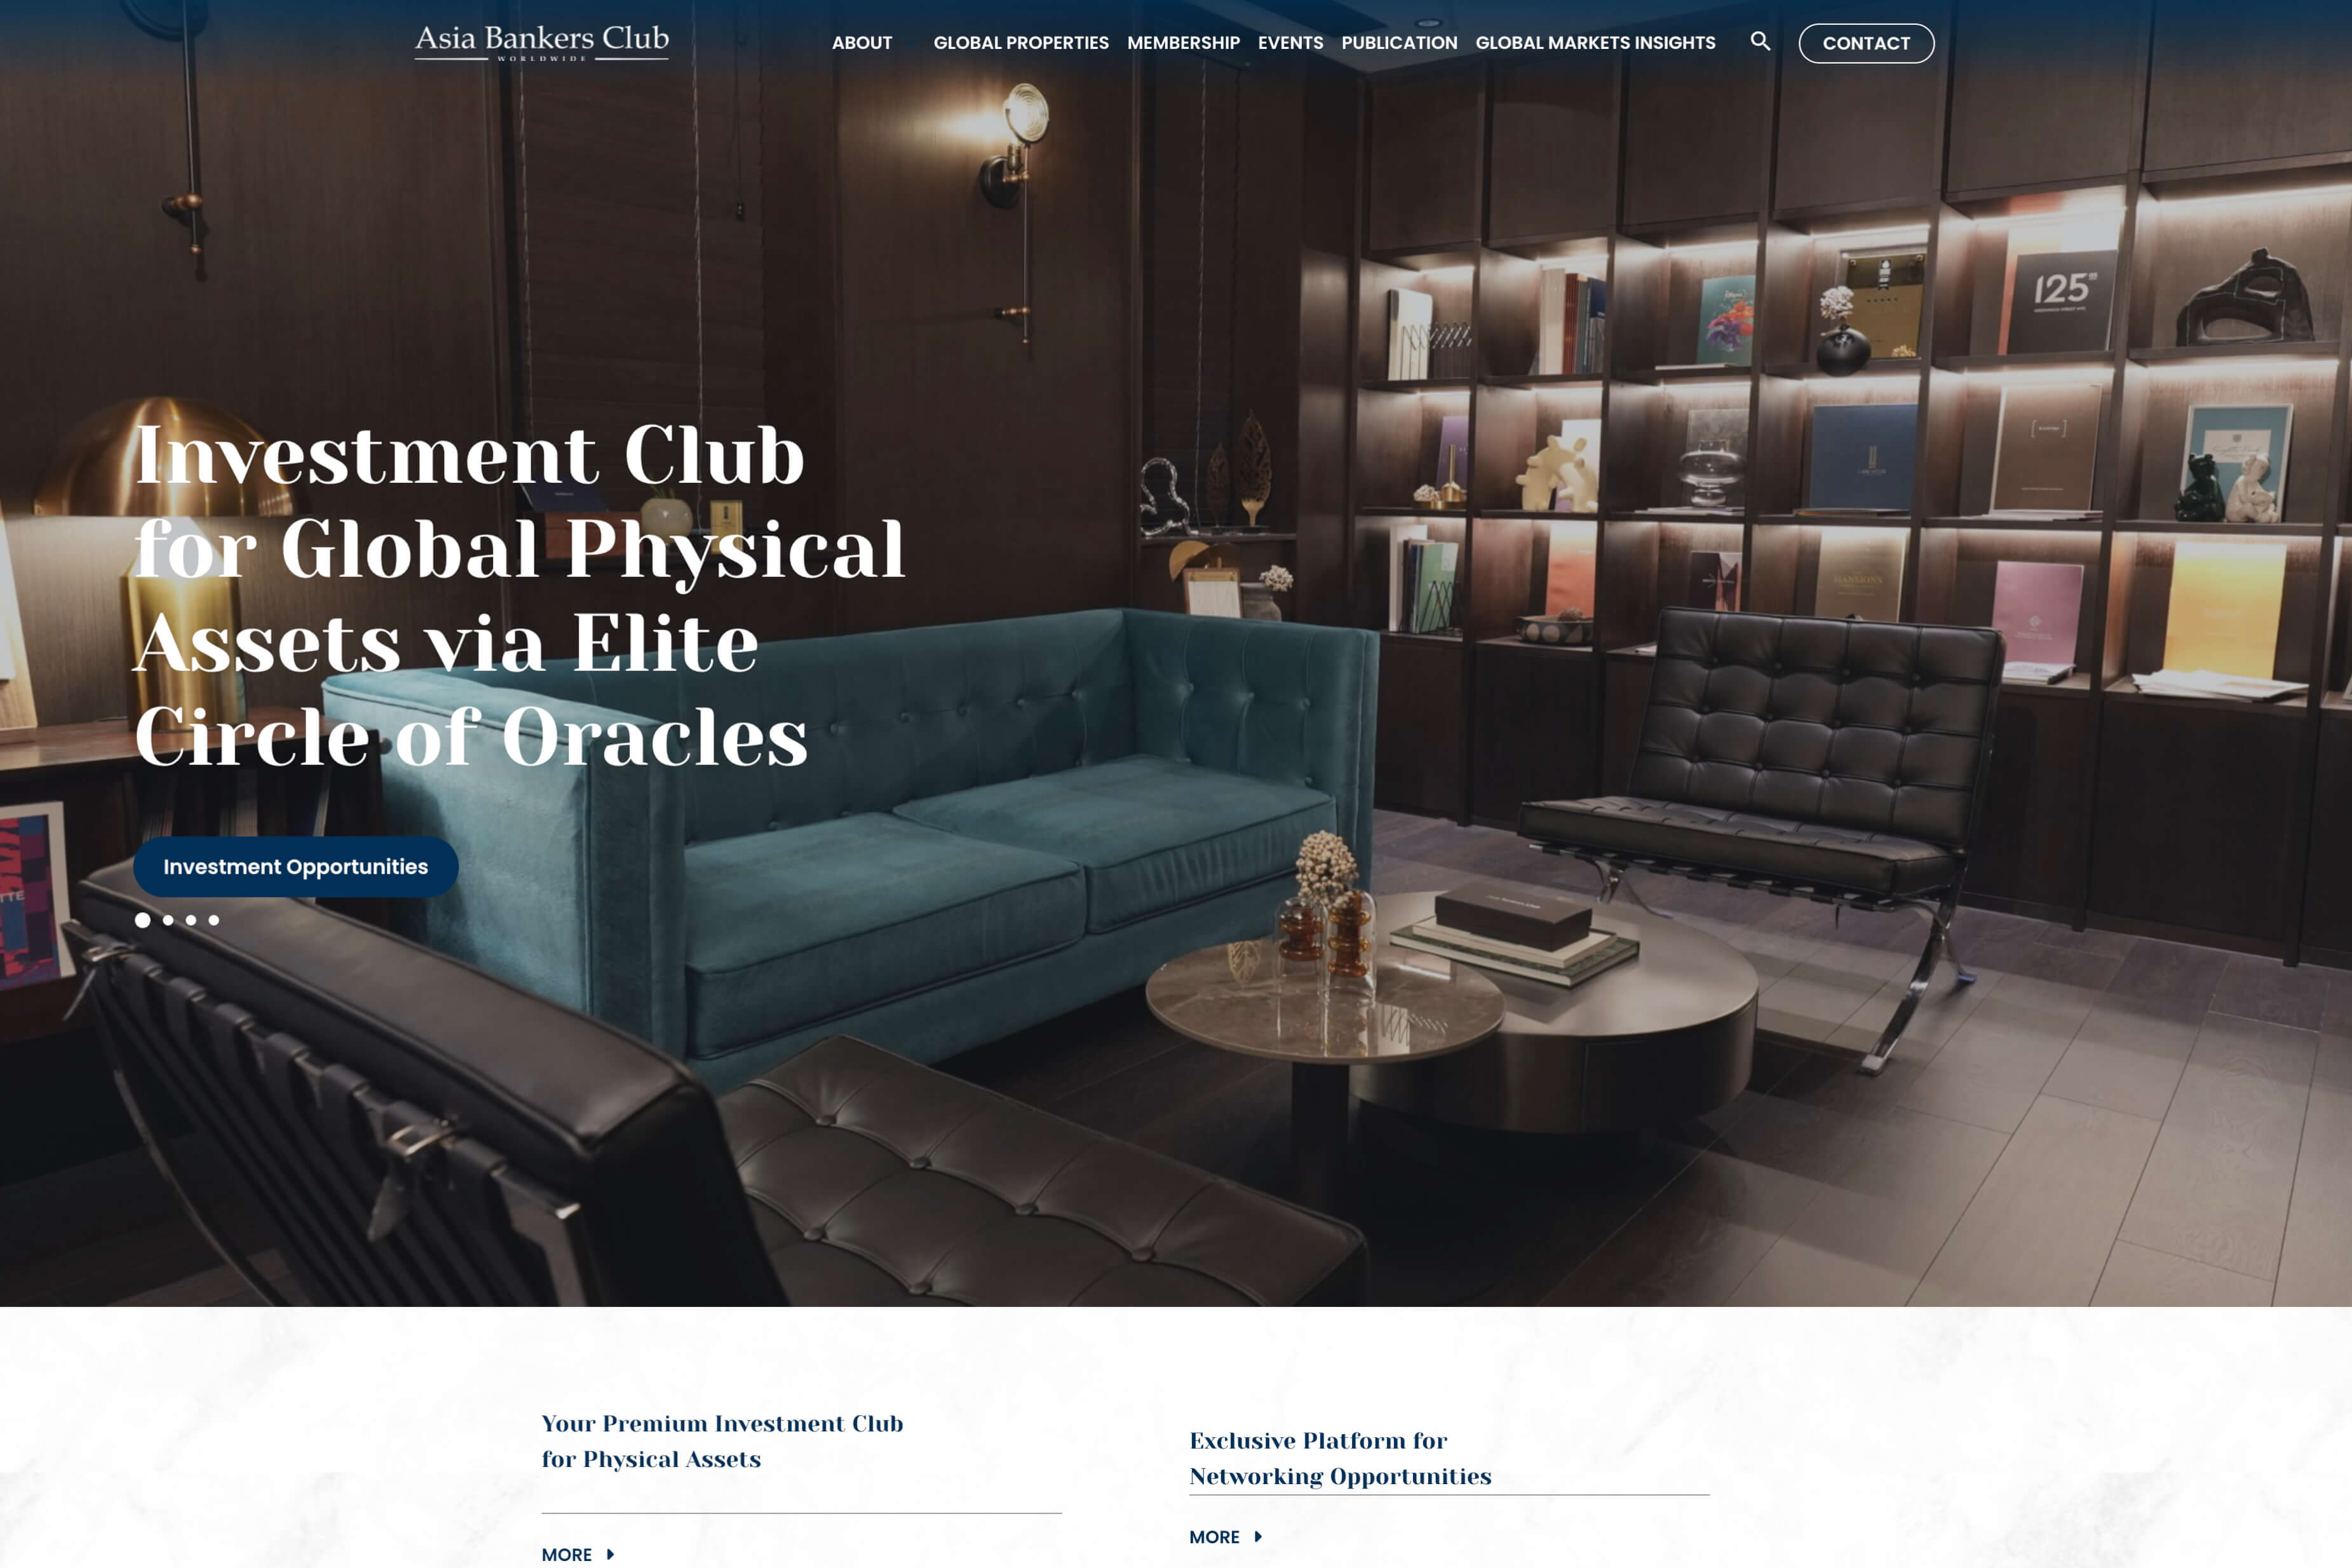 Asia Bankers Club
WORLDWIDE
ABOUT
GLOBAL PROPERTIES
MEMBERSHIP
EVENTS
PUBLICATION
GLOBAL MARKETS INSIGHTS
CONTACT
125
MANSIONS
Investment Club
for Global Physical
Assets via Elite
Circle of Oracles
Investment Opportunities
Your Premium Investment Club
for Physical Assets
MORE
Exclusive Platform for
Networking Opportunities
MORE